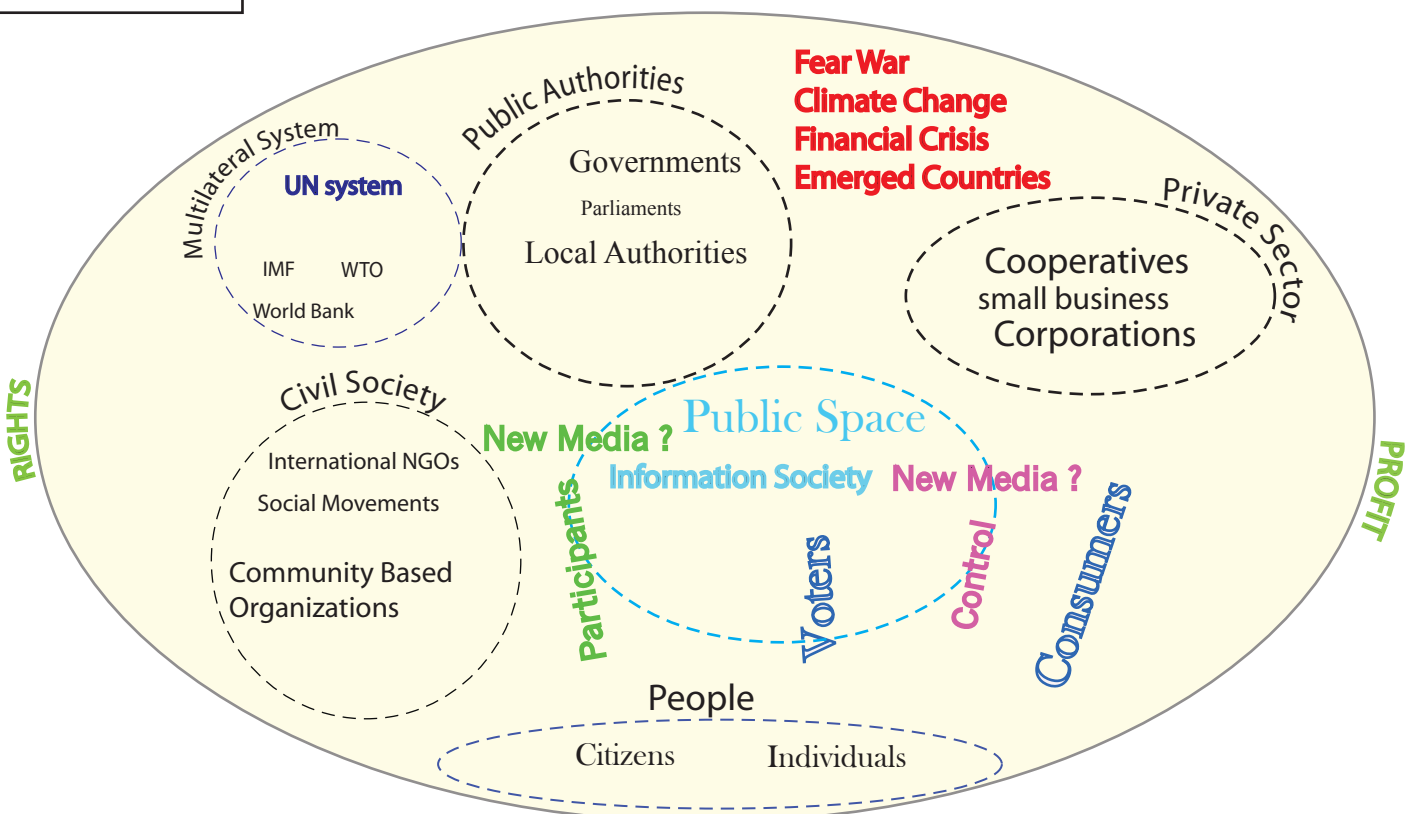 Fear War
Climate Change
Financial Crisis
Emerged Countries
Public Authorities
Governments
Parliaments
Local Authorities
Multilateral System
UN system
IMF WTO
World Bank
Private Sector
Cooperatives
small business
Corporations
RIGHTS
PROFIT
Civil Society
International NGOs
Social Movements
Community Based
Organizations
Public Space
New Media ?
Information Society
New Media ?
Participants
Voters
Control
Consumers
People
Citizens Individuals